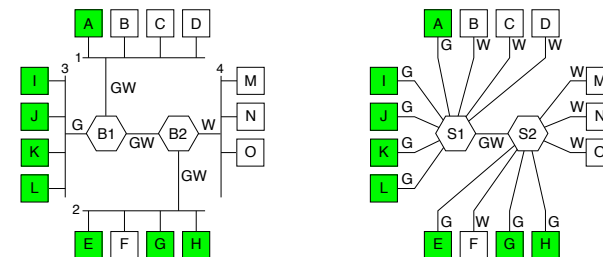 A B C D
1
GW
3
I
J
K
L
G
B1
GW
B2
W
4
M
N
O
GW
2
E F G H
A B C D
G W W W
I G
J G
K G
L G
S1
GW
S2
W M
W N
W O
G W G G
E F G H